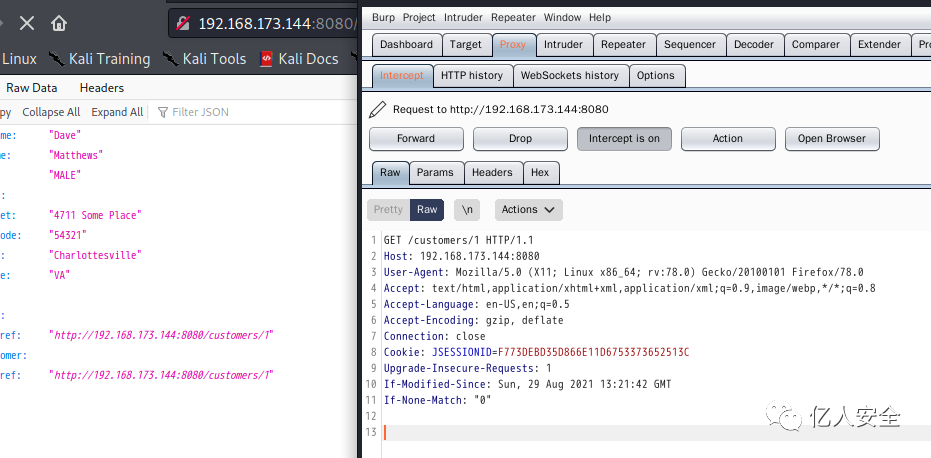 192.168.173.144:8080/
Linux Kali Training Kali Tools Kali Docs
Raw Data Headers
py Collapse All Expand All Filter JSON
me: "Dave"
e: "Matthews"
"MALE"
:
et: "4711 Some Place"
ode: "54321"
: "Charlottesville"
e: "VA"
:
ref: "http://192.168.173.144:8080/customers/1"
omer:
ref: "http://192.168.173.144:8080/customers/1"
Burp Project Intruder Repeater Window Help
Dashboard Target Proxy Intruder Repeater Sequencer Decoder Comparer Extender Pro
Intercept HTTP history WebSockets history Options
Request to http://192.168.173.144:8080
Forward Drop Intercept is on Action Open Browser
Raw Params Headers Hex
Pretty Raw \n Actions
1 GET /customers/1 HTTP/1.1
2 Host: 192.168.173.144:8080
3 User-Agent: Mozilla/5.0 (X11; Linux x86_64; rv:78.0) Gecko/20100101 Firefox/78.0
4 Accept: text/html,application/xhtml+xml,application/xml;q=0.9,image/webp,*/*;q=0.8
5 Accept-Language: en-US,en;q=0.5
6 Accept-Encoding: gzip, deflate
7 Connection: close
8 Cookie: JSESSIONID=F773DEBD35D866E11D6753373652513C
9 Upgrade-Insecure-Requests: 1
10 If-Modified-Since: Sun, 29 Aug 2021 13:21:42 GMT
11 If-None-Match: "0"
12
13
亿人安全